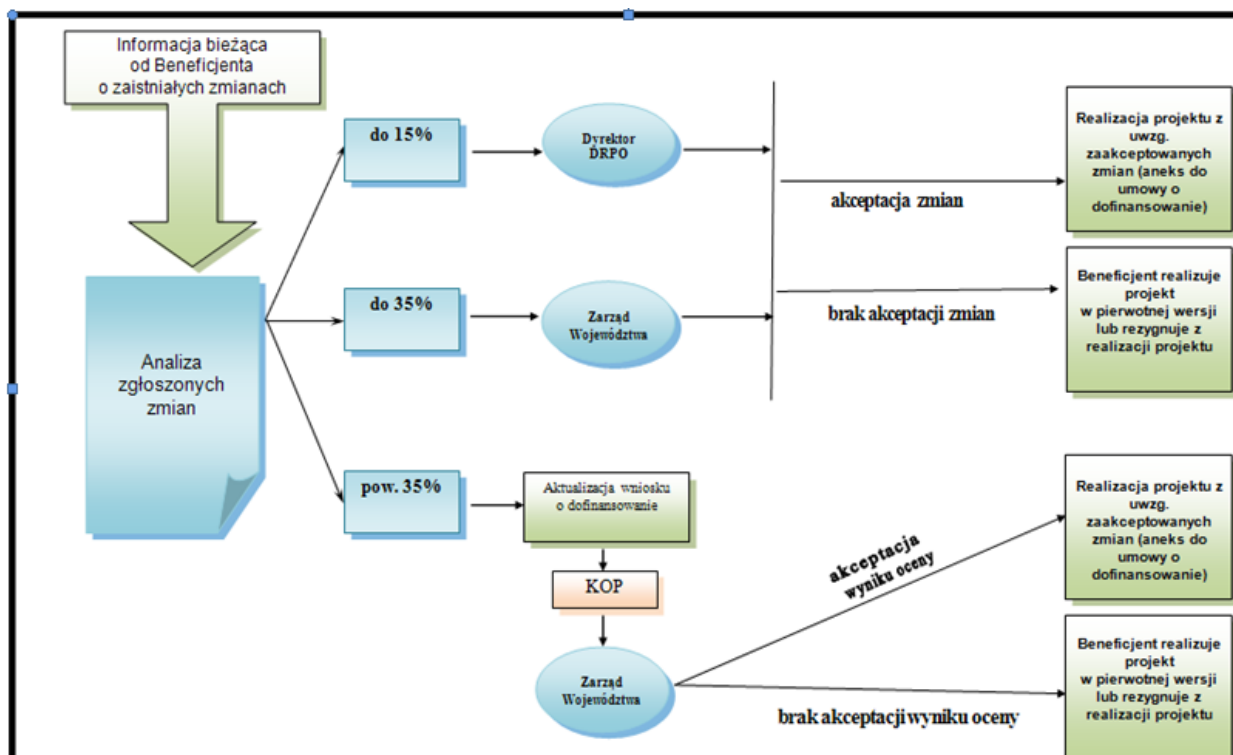 Informacja bieżąca
od Beneficjenta
o zaistniałych zmianach
Analiza
zgłoszonych
zmian
do 15%
Dyrektor
DRPO
do 35%
Zarząd
Województwa
akceptacja zmian
brak akceptacji zmian
Realizacja projektu z
uwzg.
zaakceptowanych
zmian (aneks do
umowy o
dofinansowanie)
Beneficjent realizuje
projekt
w pierwotnej wersji
lub rezygnuje z
realizacji projektu
pow. 35%
Aktualizacja wniosku
o dofinansowanie
KOP
Zarząd
Województwa
akceptacja
wyniku oceny
brak akceptacji wyniku oceny
Realizacja projektu z
uwzg.
zaakceptowanych
zmian (aneks do
umowy o
dofinansowanie)
Beneficjent realizuje
projekt
w pierwotnej wersji
lub rezygnuje z
realizacji projektu